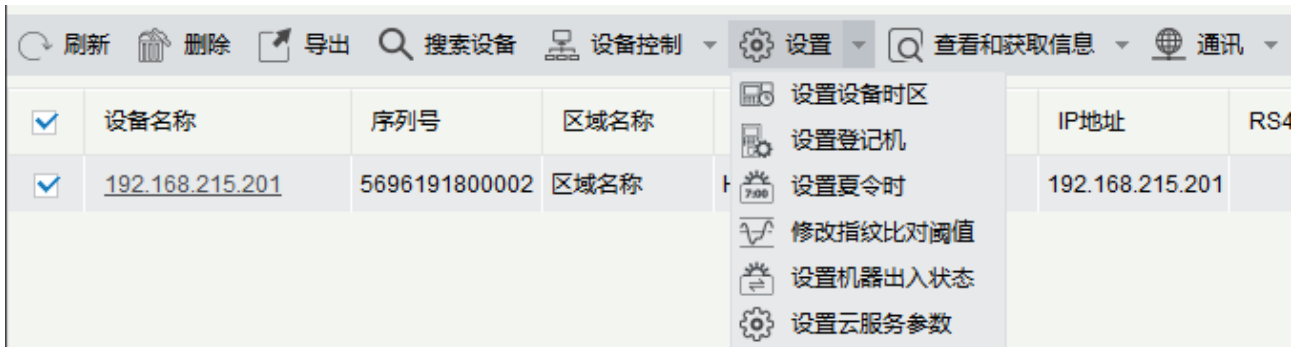 刷新 删除 导出 搜索设备 设备控制 设置 查看和获取信息 通讯
设置设备时区
设备名称 序列号 区域名称 IP地址 RS4
设置登记机
192.168.215.201 5696191800002 区域名称 设置夏令时 192.168.215.201
7:00
修改指纹比对阈值
设置机器出入状态
设置云服务参数